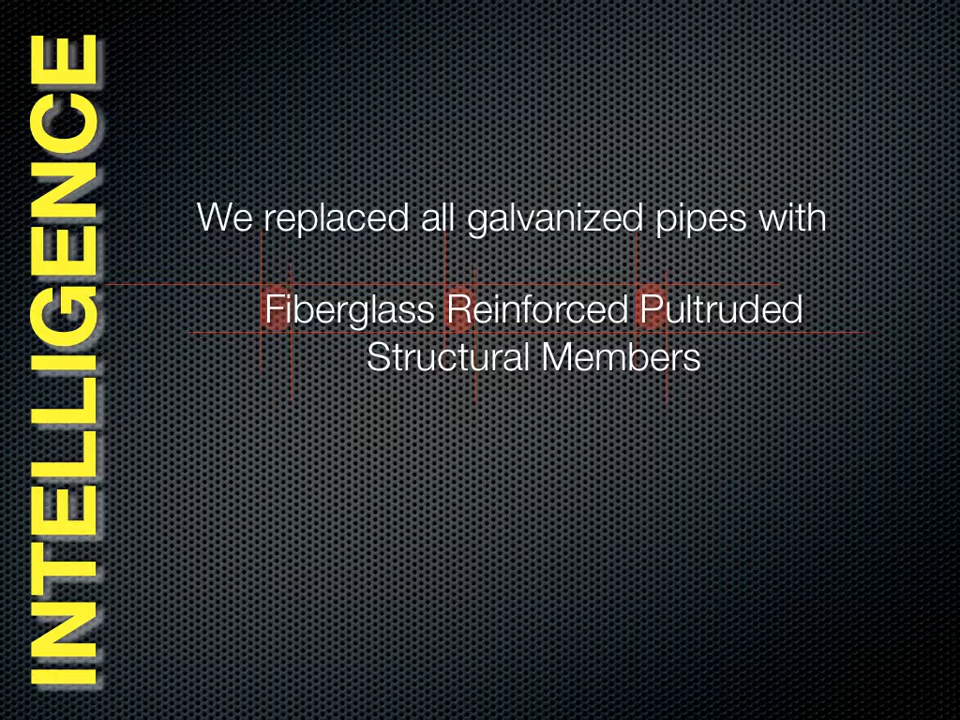 INTELLIGENCE
We replaced all galvanized pipes with
Fiberglass Reinforced Pultruded
Structural Members